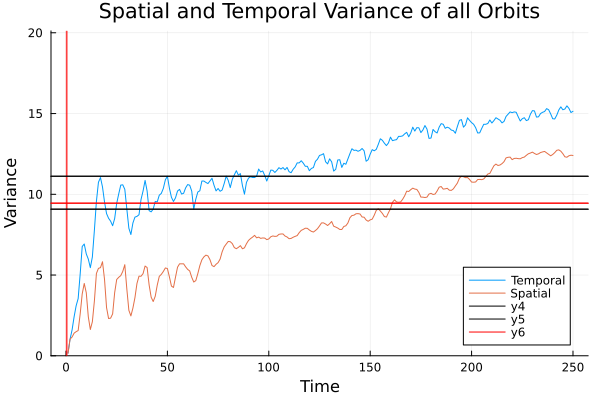 Spatial and Temporal Variance of all Orbits
20
15
10
5
0
Variance
0 50 100 150 200 250
Time
Temporal
Spatial
y4
y5
y6